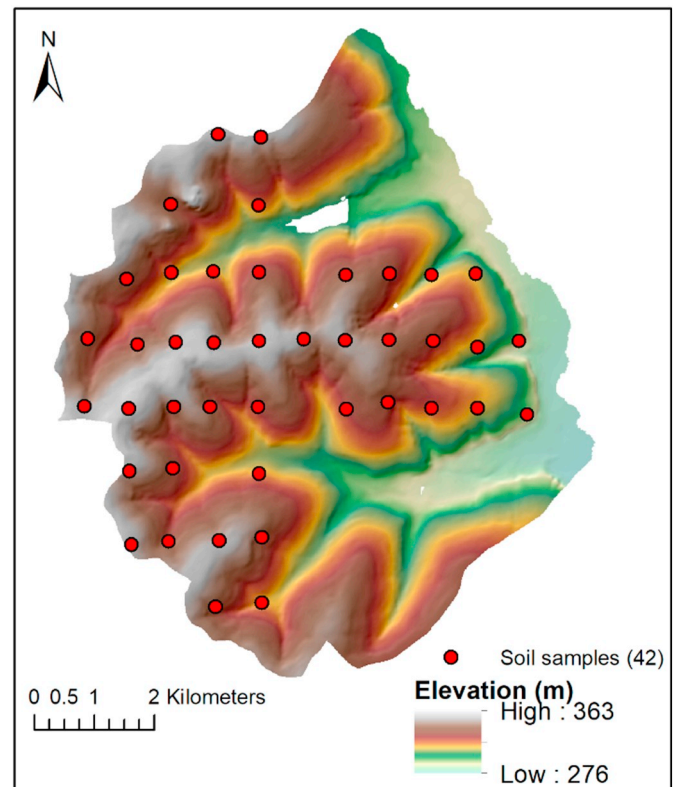 N
Soil samples (42)
0 0.5 1 2 Kilometers
Elevation (m)
High : 363
Low : 276